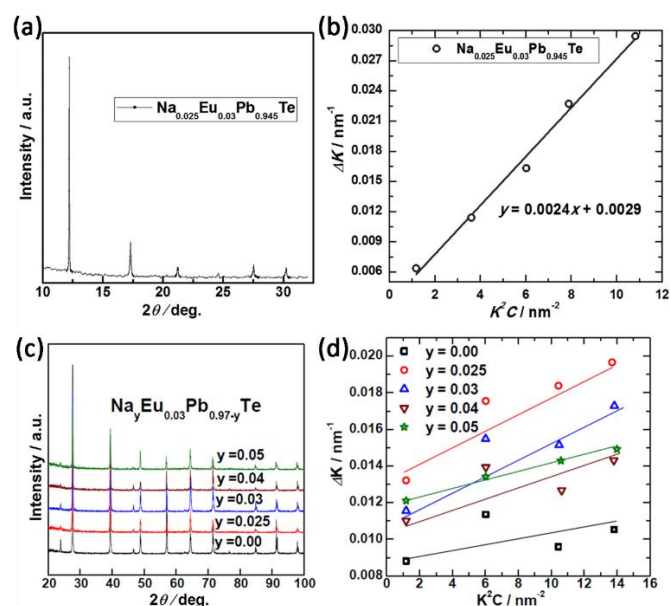 (a)
Intensity / a.u.
Na0.025Eu0.03Pb0.945Te
10 15 20 25 30
2θ/deg.
(b)
ΔK / nm⁻¹
0.030
0.027
0.024
0.021
0.018
0.015
0.012
0.009
0.006
Na0.025Eu0.03Pb0.945Te
y = 0.0024x + 0.0029
0 2 4 6 8 10 12
K²C / nm⁻²
(c)
Intensity / a.u.
NayEu0.03Pb0.97-yTe
y =0.05
y =0.04
y =0.03
y =0.025
y =0.00
20 30 40 50 60 70 80 90 100
2θ/deg.
(d)
ΔK / nm⁻¹
0.020
0.018
0.016
0.014
0.012
0.010
0.008
y = 0.00
y = 0.025
y = 0.03
y = 0.04
y = 0.05
0 2 4 6 8 10 12 14 16
K²C / nm⁻²